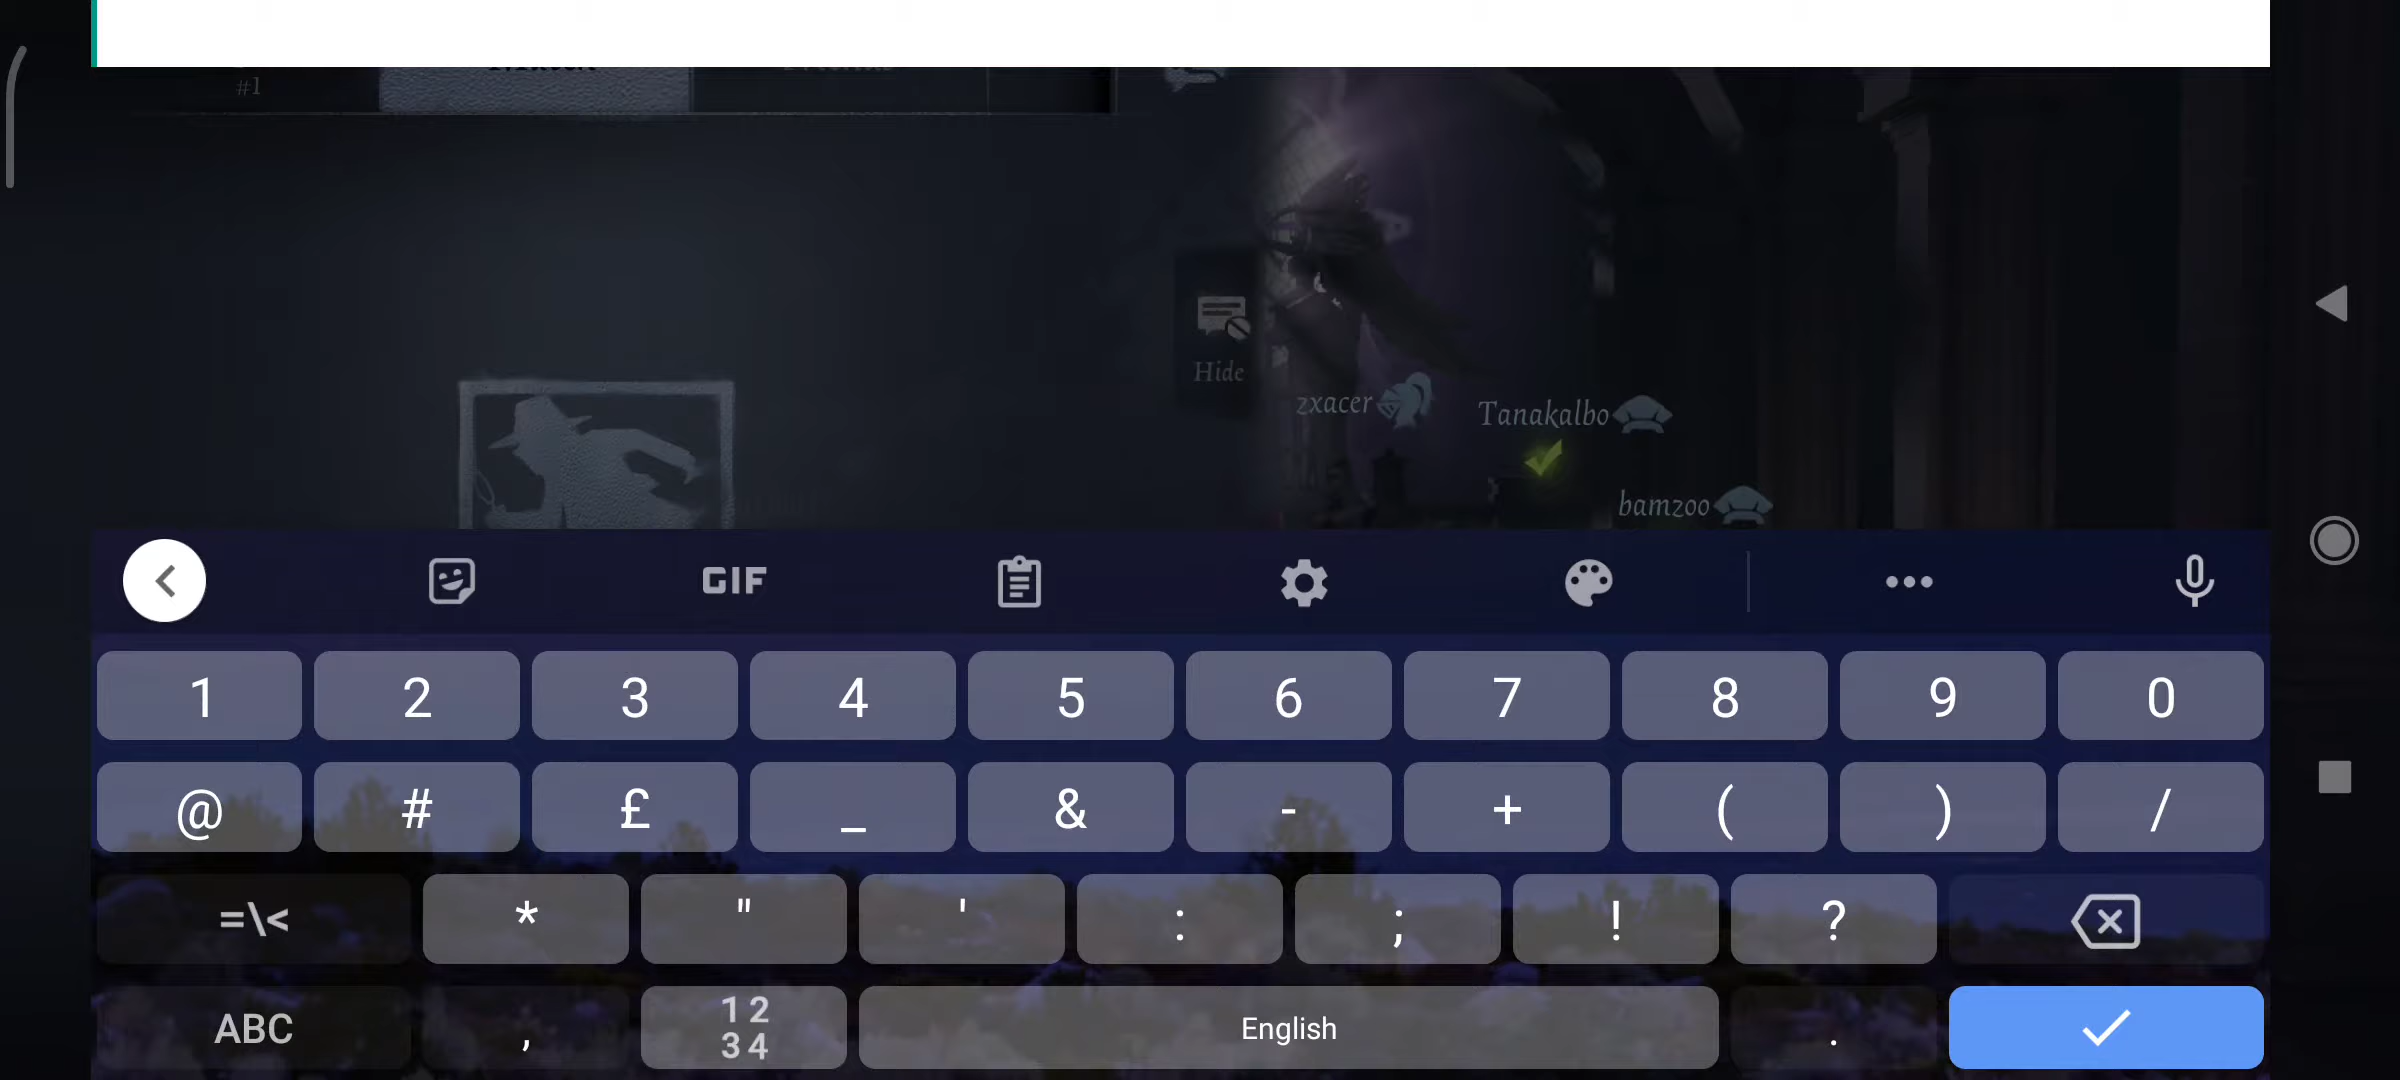 #1
Hide
zxacer
Tanakalbo
bamzoo
GIF
1 2 3 4 5 6 7 8 9 0
@ # £ _ & - + ( ) /
=\< * " ' : ; ! ?
ABC , 12 34 English .